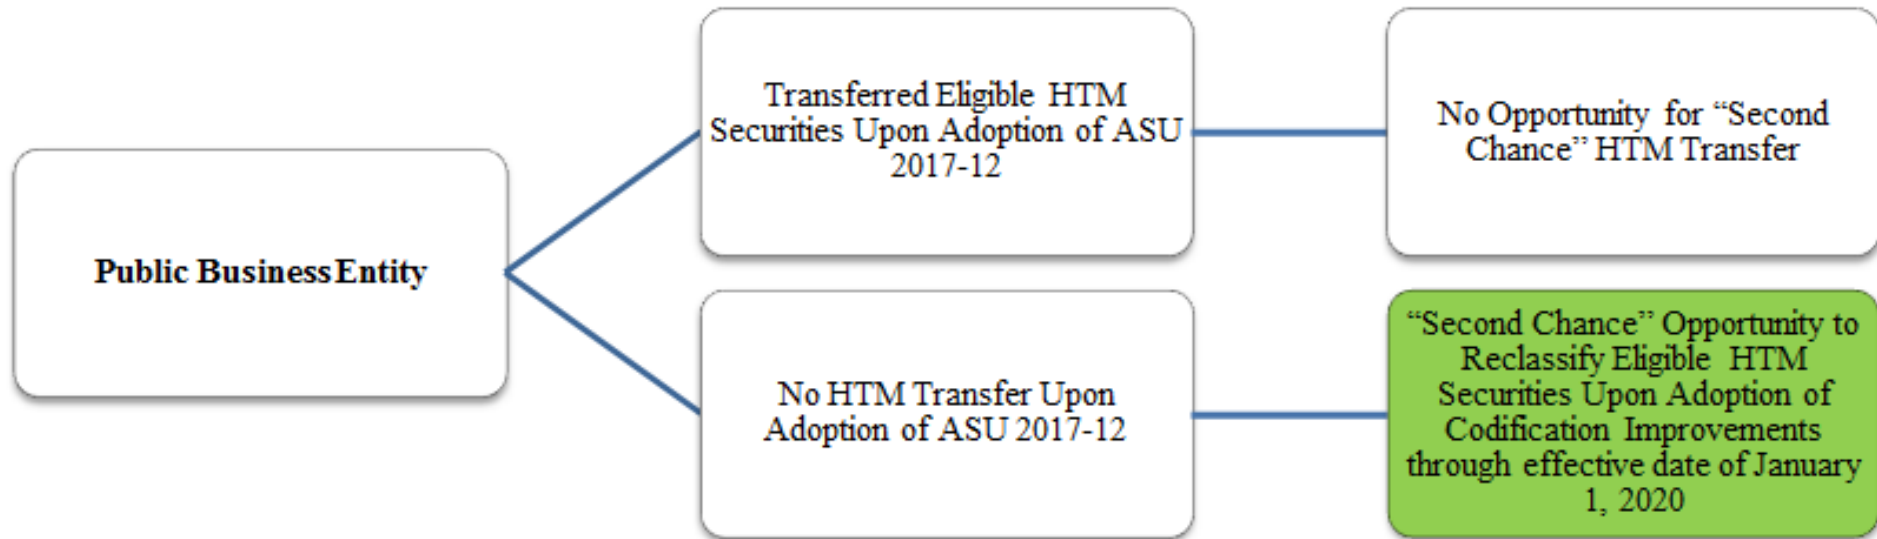 Public Business Entity
Transferred Eligible HTM
Securities Upon Adoption of ASU
2017-12
No Opportunity for “Second
Chance” HTM Transfer
No HTM Transfer Upon
Adoption of ASU 2017-12
“Second Chance” Opportunity to
Reclassify Eligible HTM
Securities Upon Adoption of
Codification Improvements
through effective date of January
1, 2020